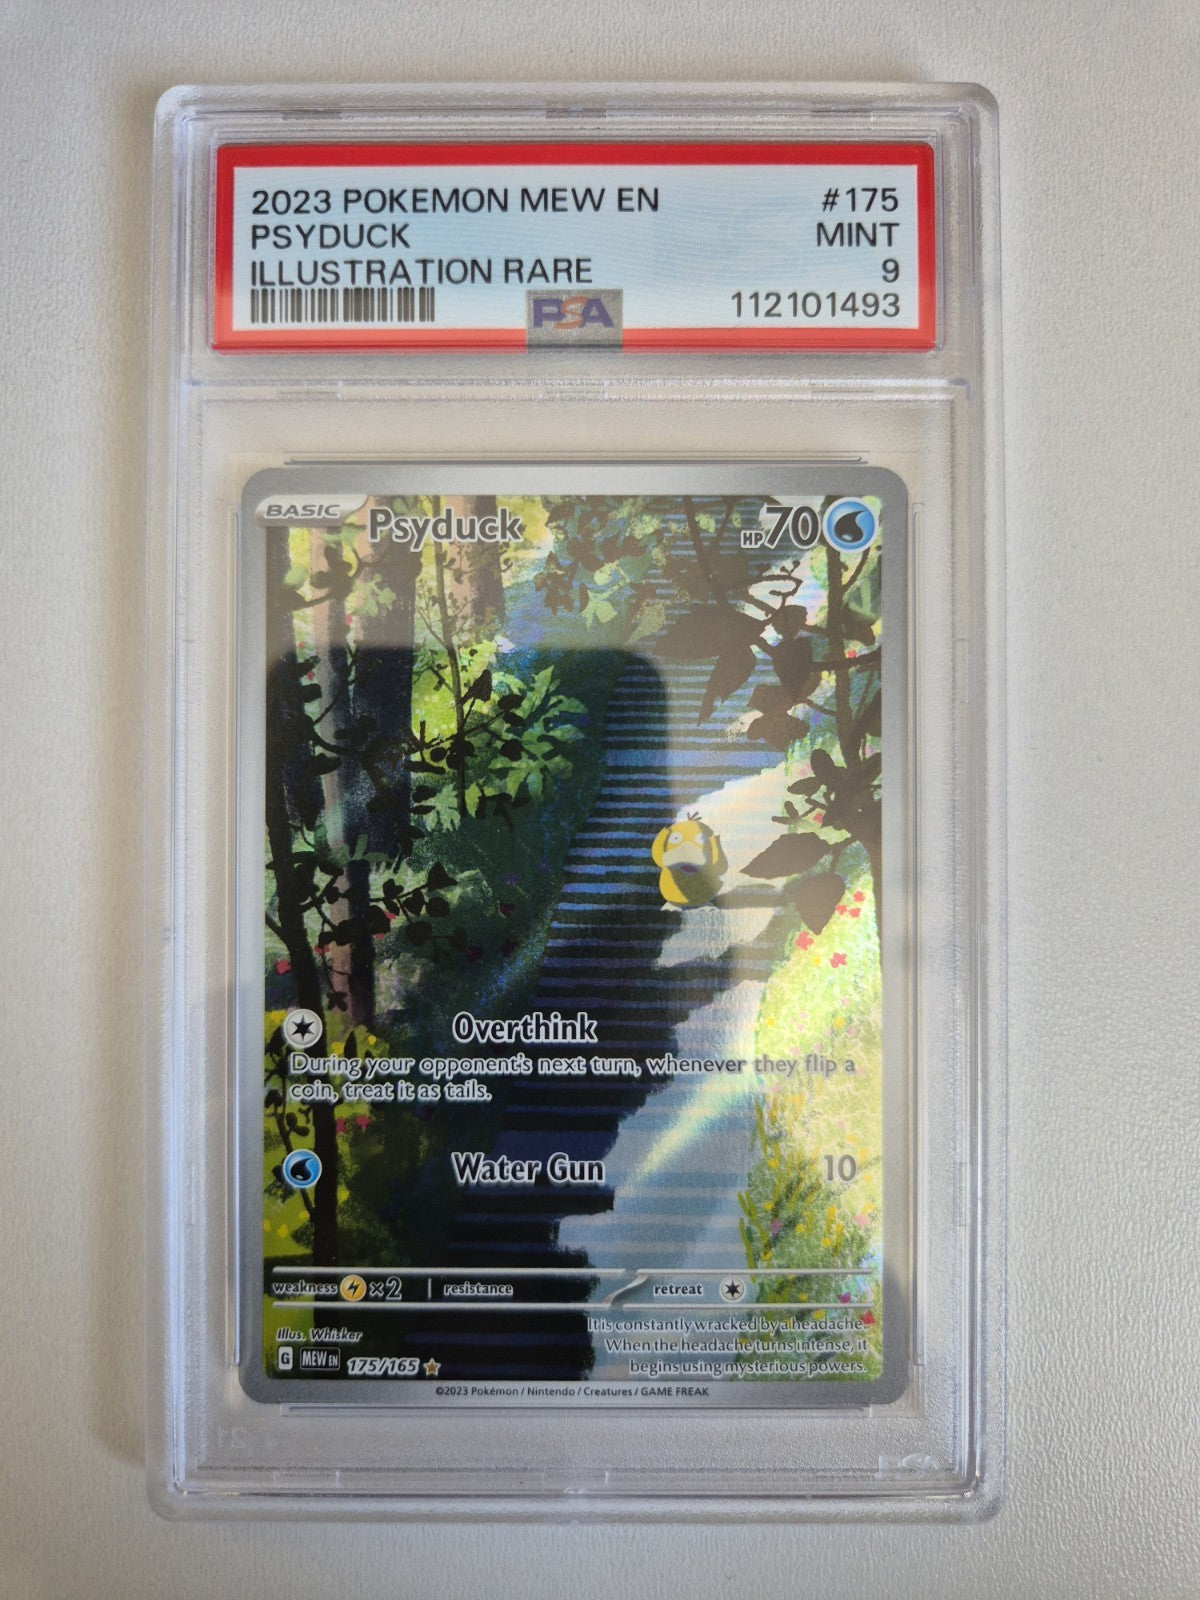 2023 POKEMON MEW EN #175
PSYDUCK MINT
ILLUSTRATION RARE 9
112101493
PSA
BASIC Psyduck HP 70
Overthink
During your opponent's next turn, whenever they flip a
coin, treat it as tails.
Water Gun 10
weakness ×2 resistance retreat
It is constantly wracked by a headache.
When the headache turns intense, it
begins using mysterious powers.
Illus. Whisker
G MEW EN 175/165
©2023 Pokémon / Nintendo / Creatures / GAME FREAK